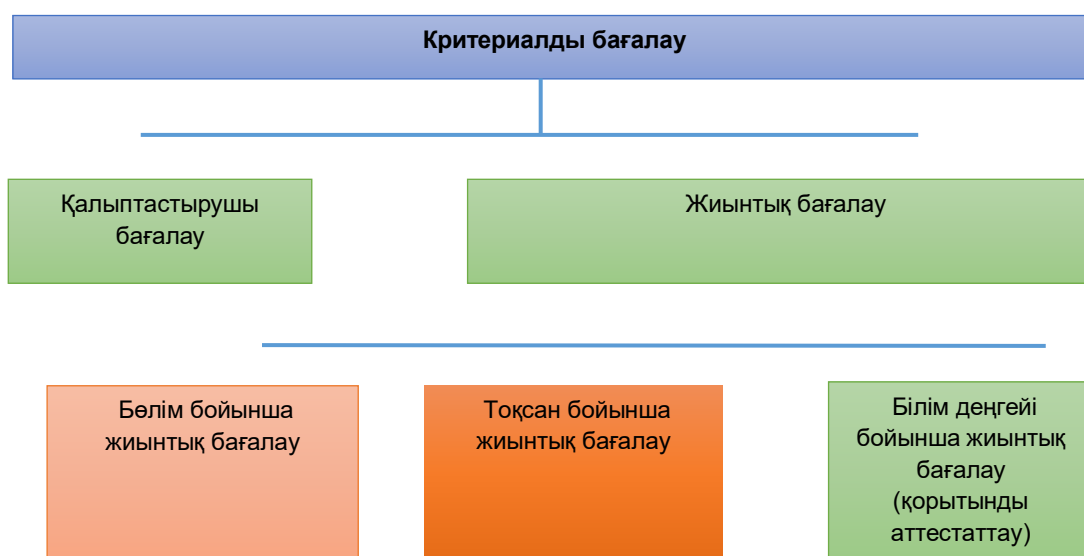 Критериалды бағалау
Қалыптастырушы
бағалау
Жиынтық бағалау
Бөлім бойынша
жиынтық бағалау
Тоқсан бойынша
жиынтық бағалау
Білім деңгейі
бойынша жиынтық
бағалау
(қорытынды
аттестаттау)